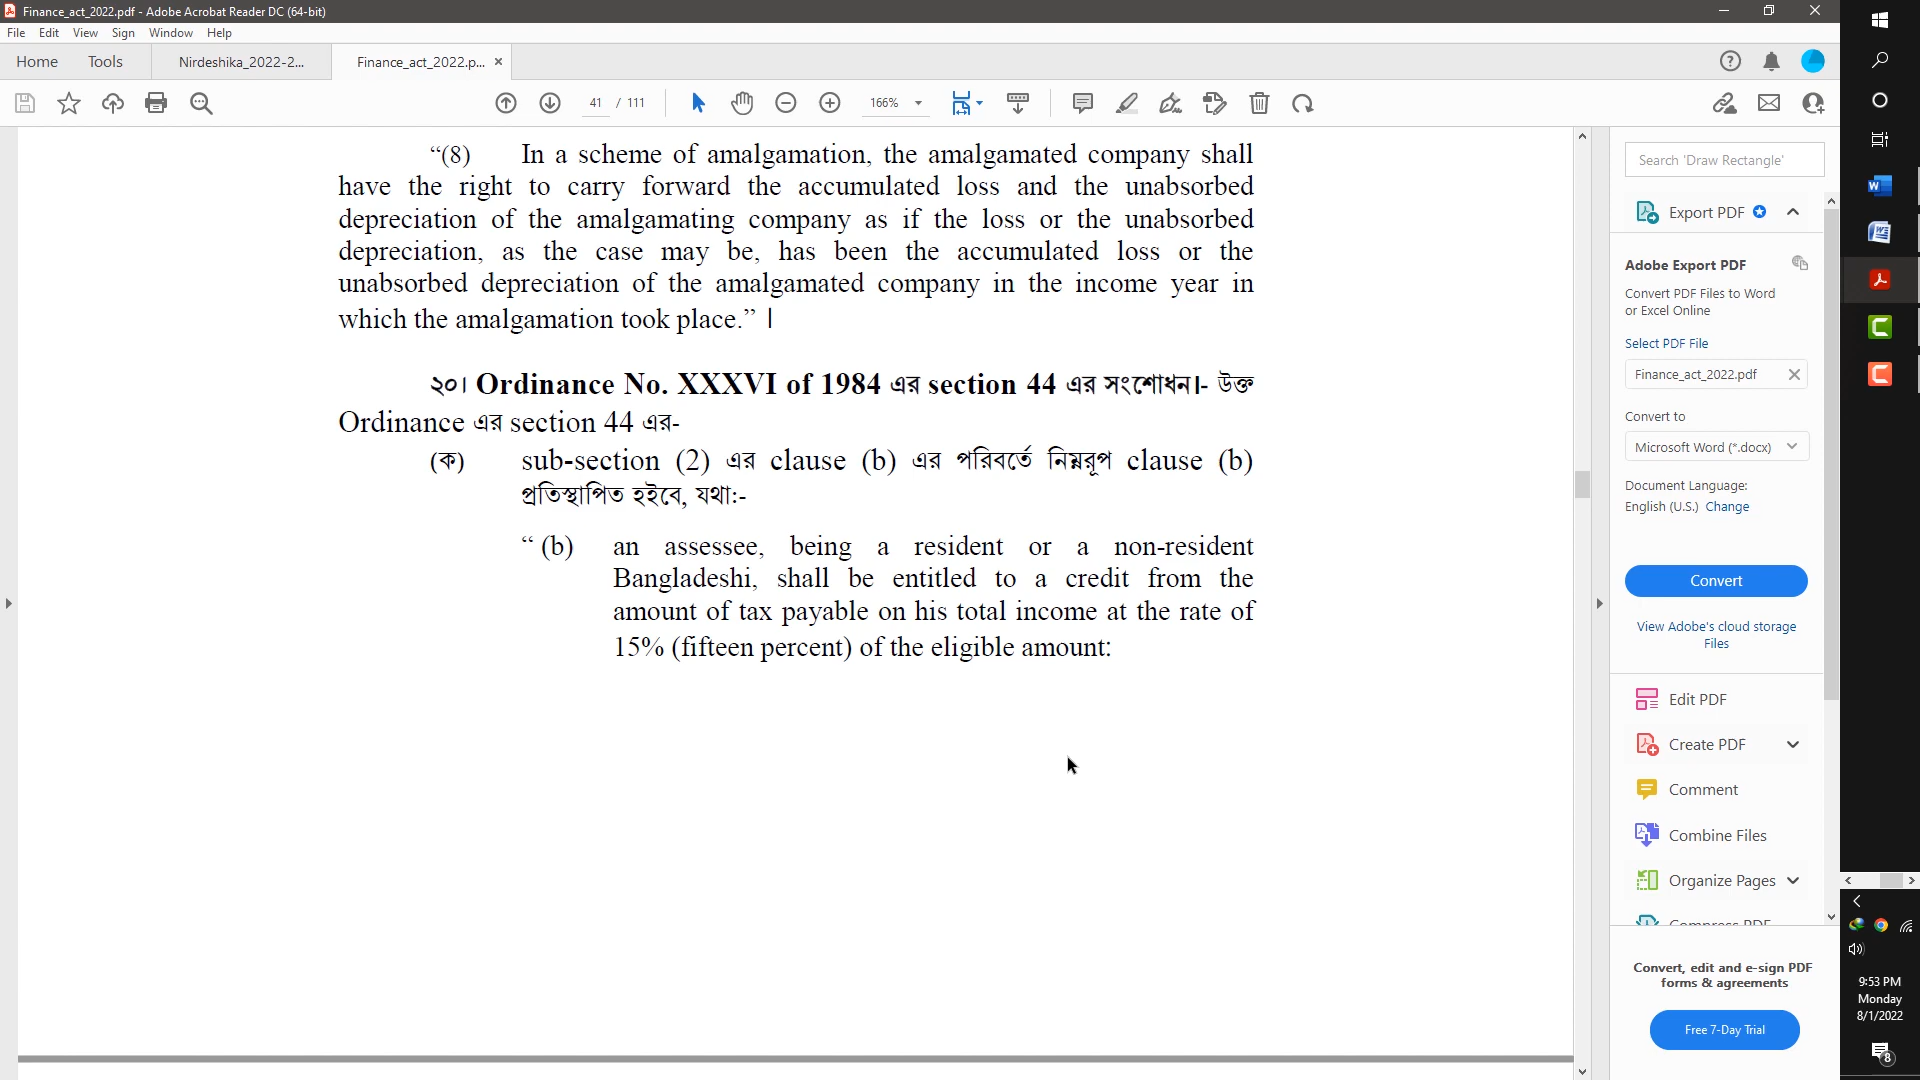 Finance_act_2022.pdf - Adobe Acrobat Reader DC (64-bit)
File Edit View Sign Window Help
Home Tools Nirdeshika_2022-2... Finance_act_2022.p... ×
41 / 111 166%
“(8) In a scheme of amalgamation, the amalgamated company shall
have the right to carry forward the accumulated loss and the unabsorbed
depreciation of the amalgamating company as if the loss or the unabsorbed
depreciation, as the case may be, has been the accumulated loss or the
unabsorbed depreciation of the amalgamated company in the income year in
which the amalgamation took place.” |
২০। Ordinance No. XXXVI of 1984 এর section 44 এর সংশোধন।- উক্ত
Ordinance এর section 44 এর-
(ক) sub-section (2) এর clause (b) এর পরিবর্তে নিম্নরূপ clause (b)
প্রতিস্থাপিত হইবে, যথা:-
“ (b) an assessee, being a resident or a non-resident
Bangladeshi, shall be entitled to a credit from the
amount of tax payable on his total income at the rate of
15% (fifteen percent) of the eligible amount:
Search 'Draw Rectangle'
Export PDF
Adobe Export PDF
Convert PDF Files to Word
or Excel Online
Select PDF File
Finance_act_2022.pdf
Convert to
Microsoft Word (*.docx)
Document Language:
English (U.S.) Change
Convert
View Adobe's cloud storage
Files
Edit PDF
Create PDF
Comment
Combine Files
Organize Pages
Compress PDF
Convert, edit and e-sign PDF
forms & agreements
Free 7-Day Trial
9:53 PM
Monday
8/1/2022
8